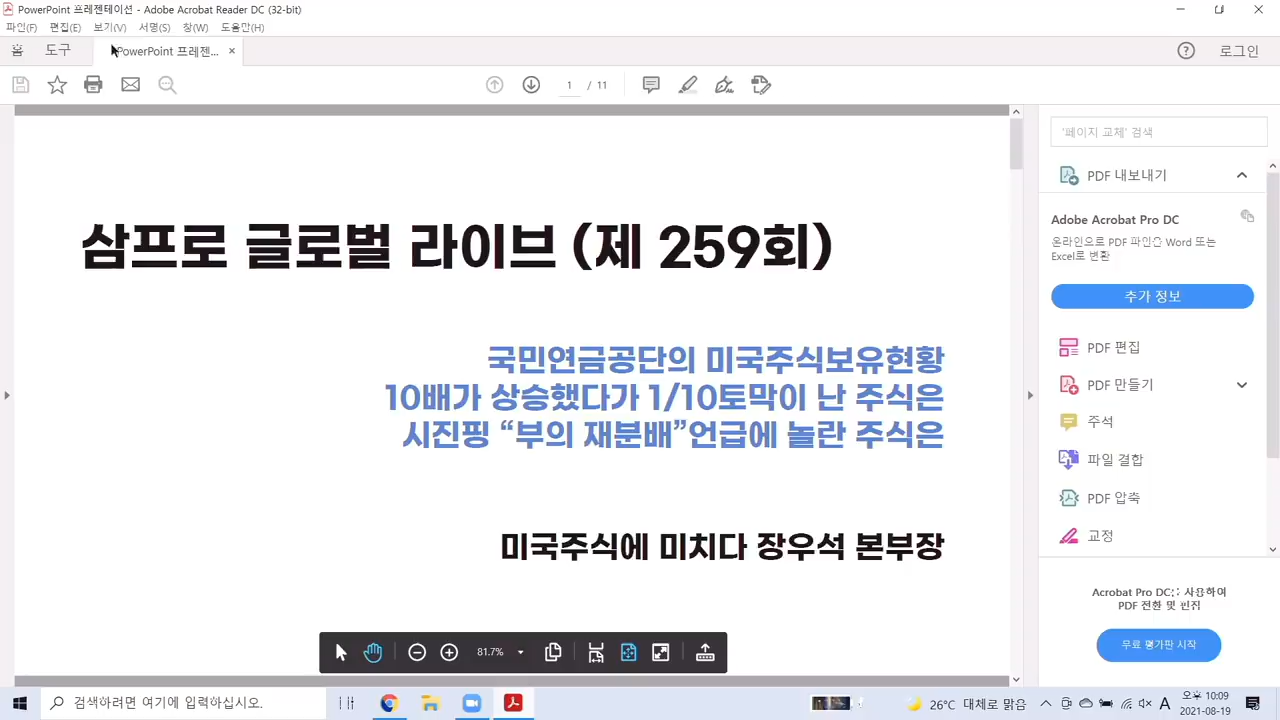 PowerPoint 프레젠테이션 - Adobe Acrobat Reader DC (32-bit)
파일(F) 편집(E) 보기(V) 서명(S) 창(W) 도움말(H)
홈 도구 PowerPoint 프레젠... ×
로그인
1 / 11
삼프로 글로벌 라이브 (제 259회)
국민연금공단의 미국주식보유현황
10배가 상승했다가 1/10토막이 난 주식은
시진핑 “부의 재분배”언급에 놀란 주식은
미국주식에 미치다 장우석 본부장
81.7%
'페이지 교체' 검색
PDF 내보내기
Adobe Acrobat Pro DC
온라인으로 PDF 파일을 Word 또는
Excel로 변환
추가 정보
PDF 편집
PDF 만들기
주석
파일 결합
PDF 압축
교정
Acrobat Pro DC를 사용하여
PDF 전환 및 편집
무료 평가판 시작
검색하려면 여기에 입력하십시오.
26°C 대체로 맑음
A
오후 10:09
2021-08-19